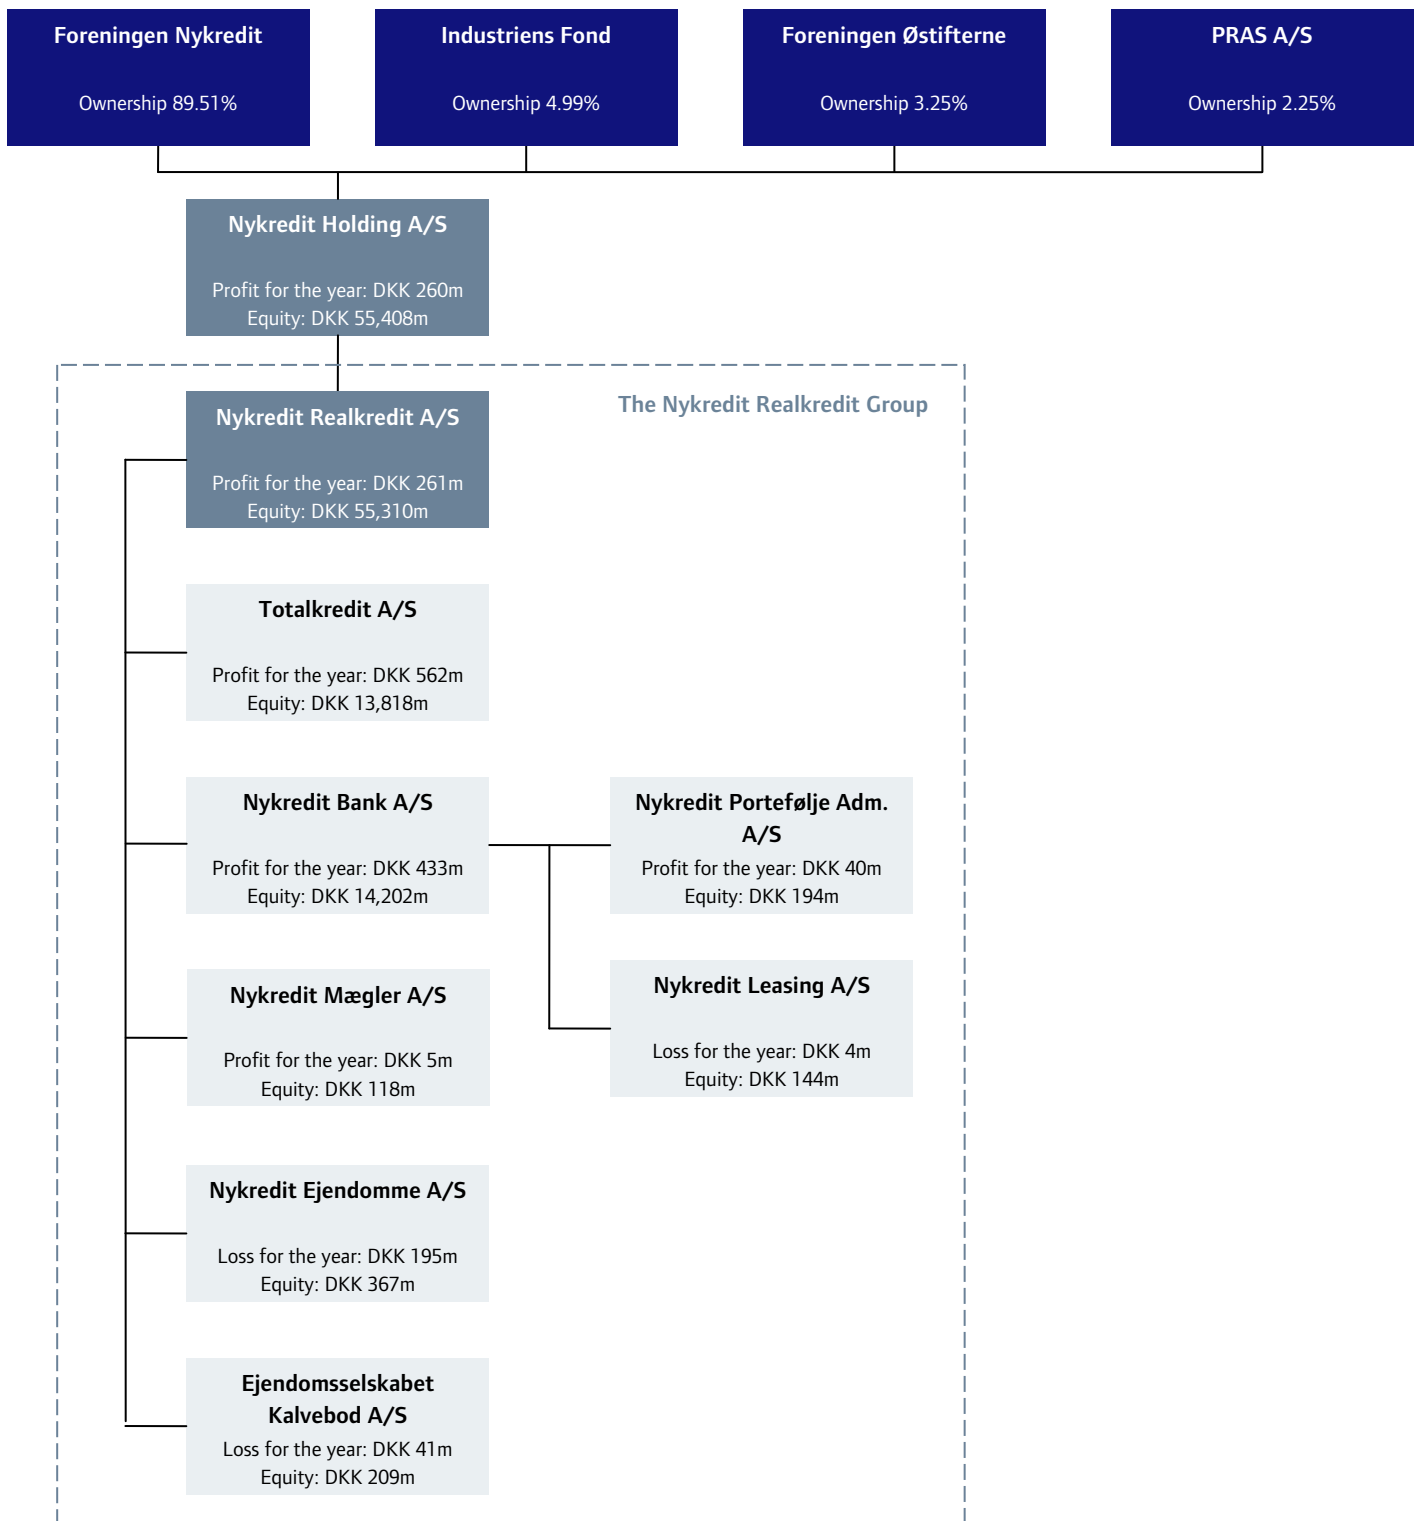 Foreningen Nykredit
Ownership 89.51%
Industriens Fond
Ownership 4.99%
Foreningen Østifterne
Ownership 3.25%
PRAS A/S
Ownership 2.25%
Nykredit Holding A/S
Profit for the year: DKK 260m
Equity: DKK 55,408m
The Nykredit Realkredit Group
Nykredit Realkredit A/S
Profit for the year: DKK 261m
Equity: DKK 55,310m
Totalkredit A/S
Profit for the year: DKK 562m
Equity: DKK 13,818m
Nykredit Bank A/S
Profit for the year: DKK 433m
Equity: DKK 14,202m
Nykredit Portefølje Adm.
A/S
Profit for the year: DKK 40m
Equity: DKK 194m
Nykredit Leasing A/S
Loss for the year: DKK 4m
Equity: DKK 144m
Nykredit Mægler A/S
Profit for the year: DKK 5m
Equity: DKK 118m
Nykredit Ejendomme A/S
Loss for the year: DKK 195m
Equity: DKK 367m
Ejendomsselskabet
Kalvebod A/S
Loss for the year: DKK 41m
Equity: DKK 209m